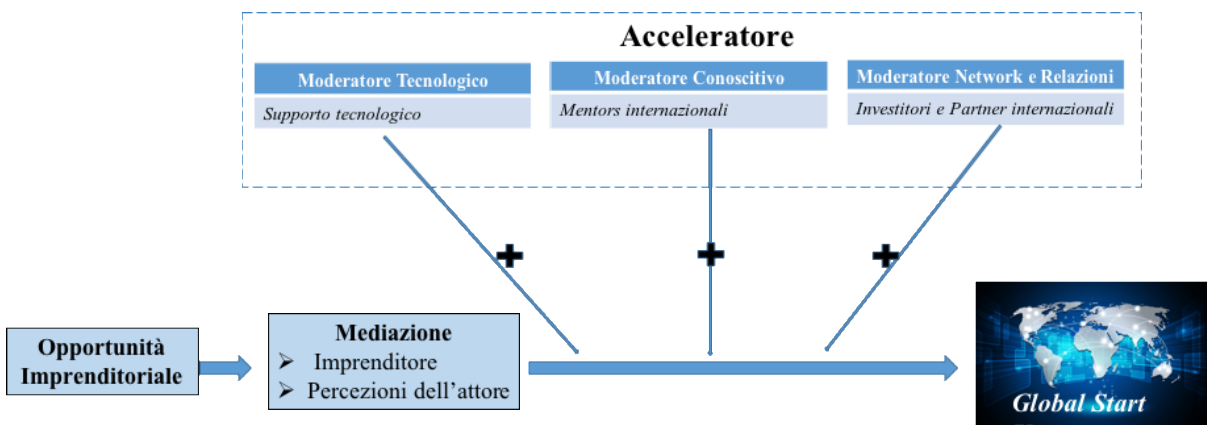 Acceleratore
Moderatore Tecnologico
Supporto tecnologico
Moderatore Conoscitivo
Mentors internazionali
Moderatore Network e Relazioni
Investitori e Partner internazionali
Opportunità
Imprenditoriale
Mediazione
Imprenditore
Percezioni dell’attore
Global Start